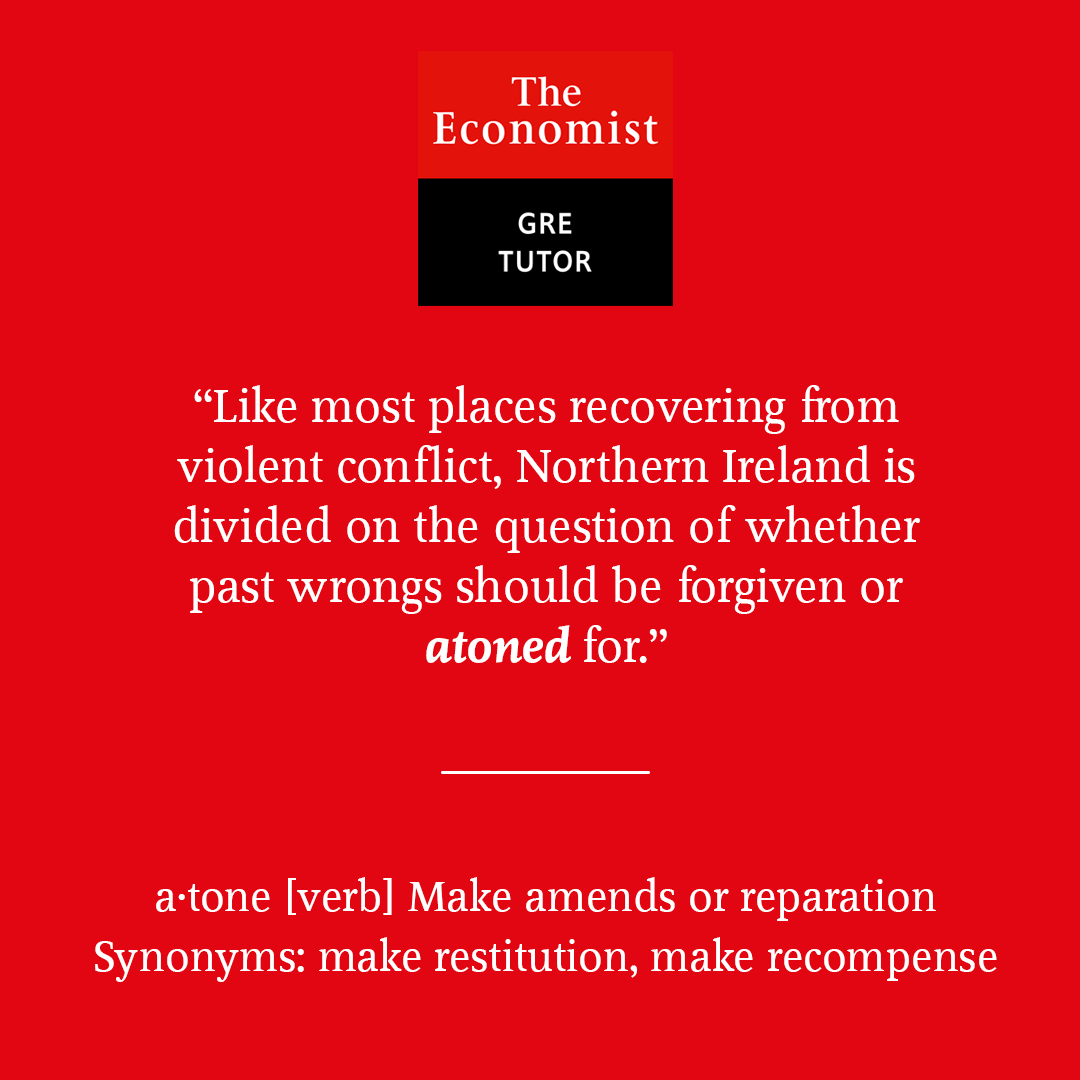 The
Economist
GRE
TUTOR
“Like most places recovering from
violent conflict, Northern Ireland is
divided on the question of whether
past wrongs should be forgiven or
atoned for.”
a·tone [verb] Make amends or reparation
Synonyms: make restitution, make recompense